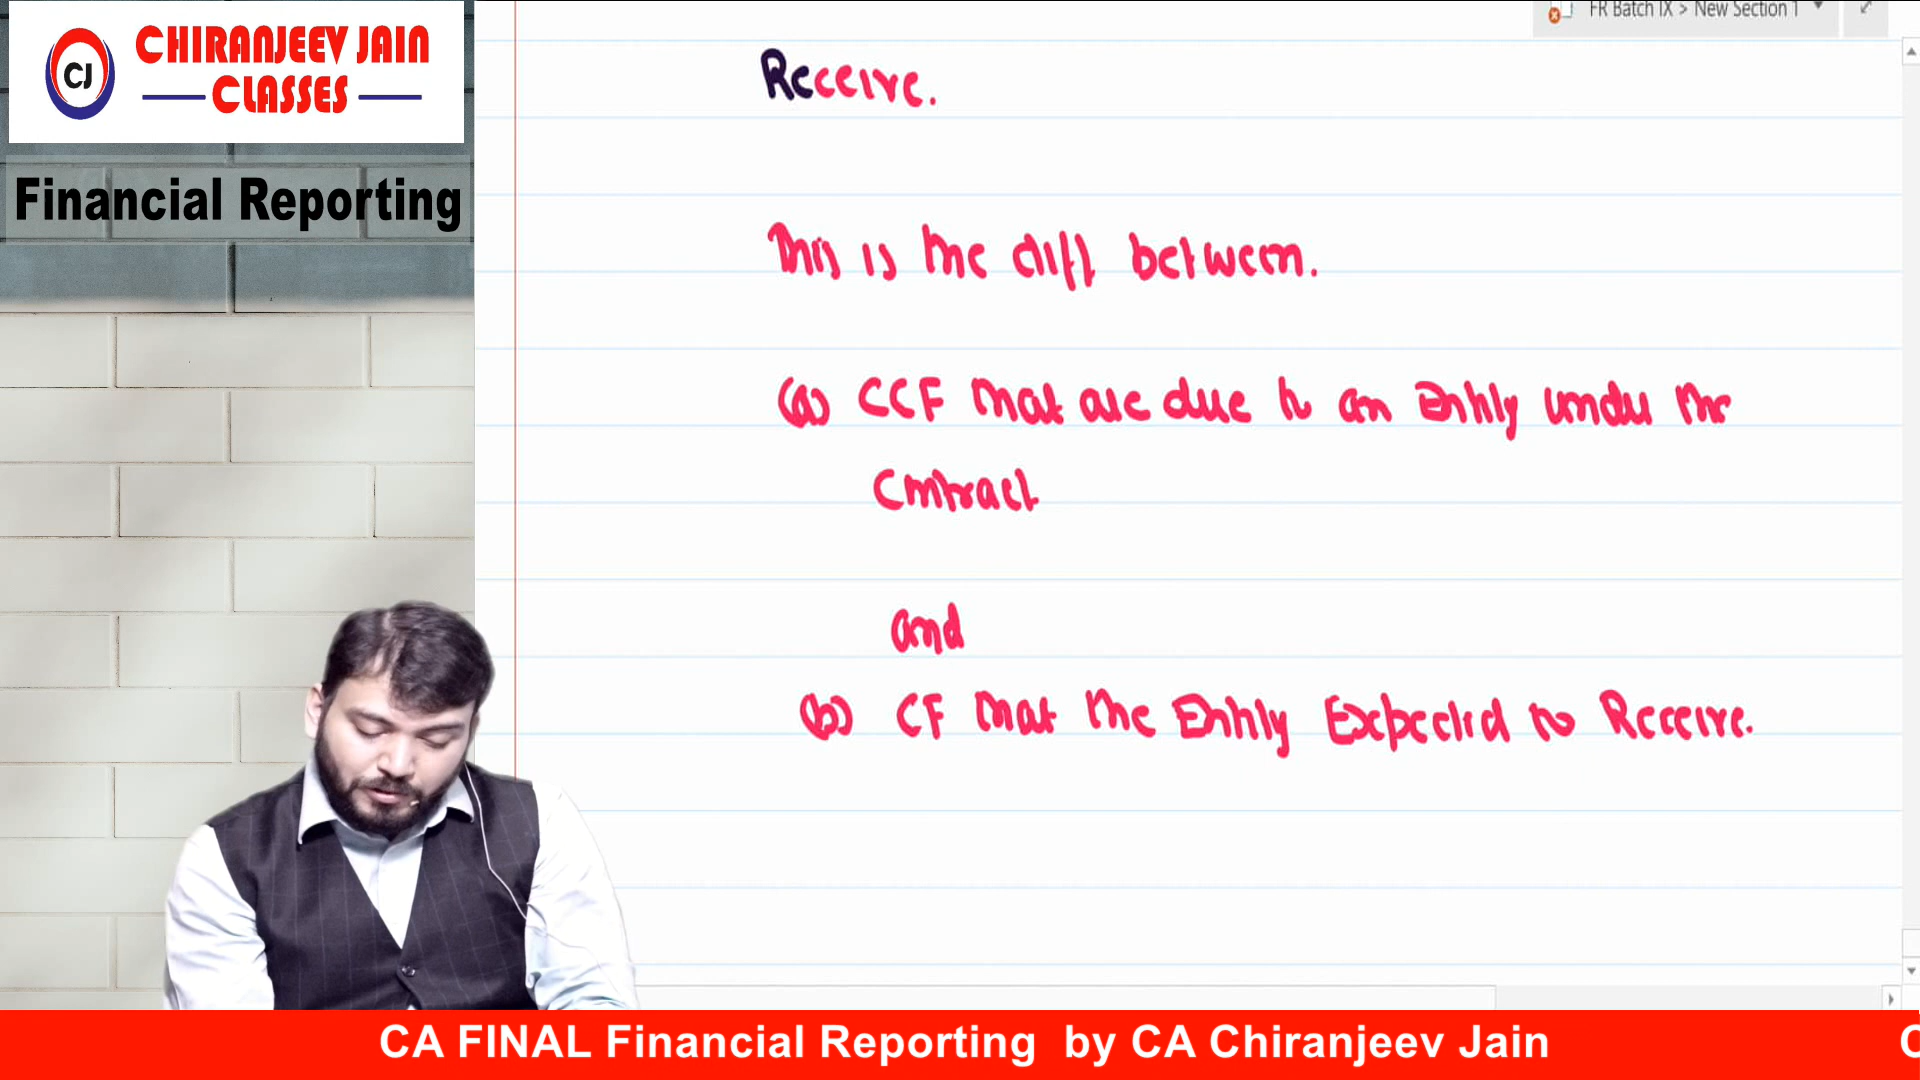 CHIRANJEEV JAIN
CJ
CLASSES
Financial Reporting
FR Batch IX > New Section 1
Receive.
This is the diff between.
(a) CCF that are due to an Entity under the
Contract
and
(b) CF that the Entity Expected to Receive.
CA FINAL Financial Reporting by CA Chiranjeev Jain
C